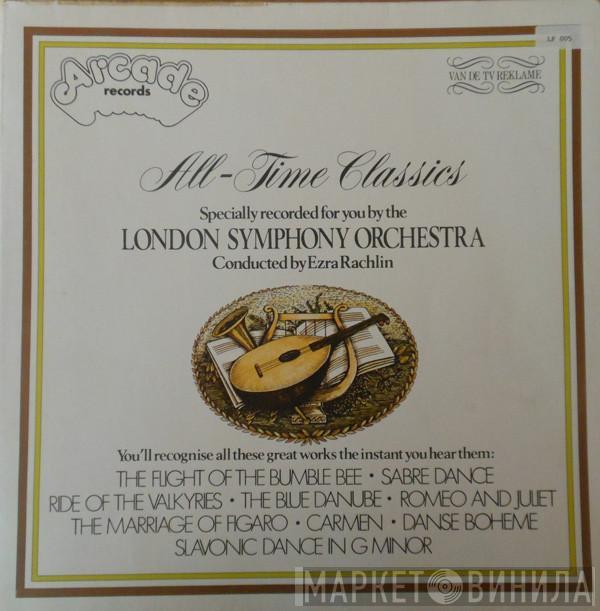 LP 005
Arcade
records
VAN DE TV REKLAME
All-Time Classics
Specially recorded for you by the
LONDON SYMPHONY ORCHESTRA
Conducted by Ezra Rachlin
You'll recognise all these great works the instant you hear them:
THE FLIGHT OF THE BUMBLE BEE • SABRE DANCE
RIDE OF THE VALKYRIES • THE BLUE DANUBE • ROMEO AND JULIET
THE MARRIAGE OF FIGARO • CARMEN • DANSE BOHEME
SLAVONIC DANCE IN G MINOR
МАРКЕТ ВИНИЛА